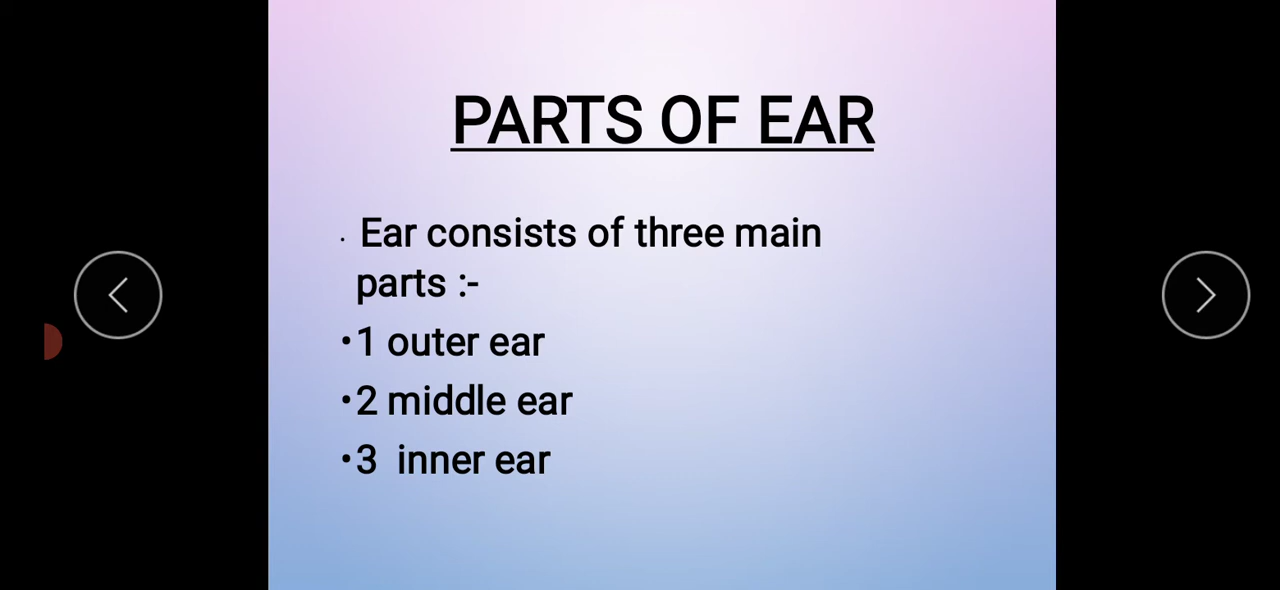 PARTS OF EAR
· Ear consists of three main
parts :-
•1 outer ear
•2 middle ear
•3 inner ear